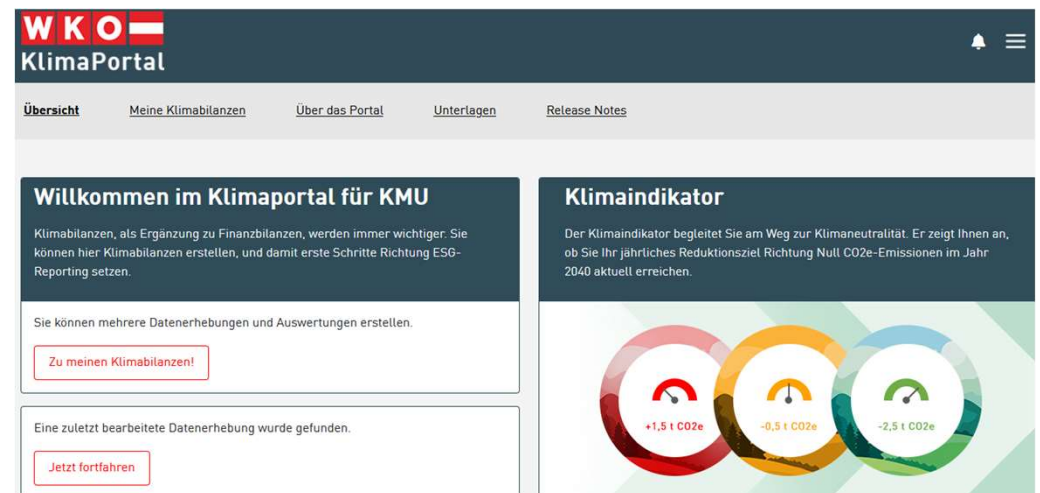 WKO
KlimaPortal
Übersicht Meine Klimabilanzen Über das Portal Unterlagen Release Notes
Willkommen im Klimaportal für KMU
Klimabilanzen, als Ergänzung zu Finanzbilanzen, werden immer wichtiger. Sie
können hier Klimabilanzen erstellen, und damit erste Schritte Richtung ESG-
Reporting setzen.
Sie können mehrere Datenerhebungen und Auswertungen erstellen.
Zu meinen Klimabilanzen!
Eine zuletzt bearbeitete Datenerhebung wurde gefunden.
Jetzt fortfahren
Klimaindikator
Der Klimaindikator begleitet Sie am Weg zur Klimaneutralität. Er zeigt Ihnen an,
ob Sie Ihr jährliches Reduktionsziel Richtung Null CO2e-Emissionen im Jahr
2040 aktuell erreichen.
+1,5 t CO2e -0,5 t CO2e -2,5 t CO2e